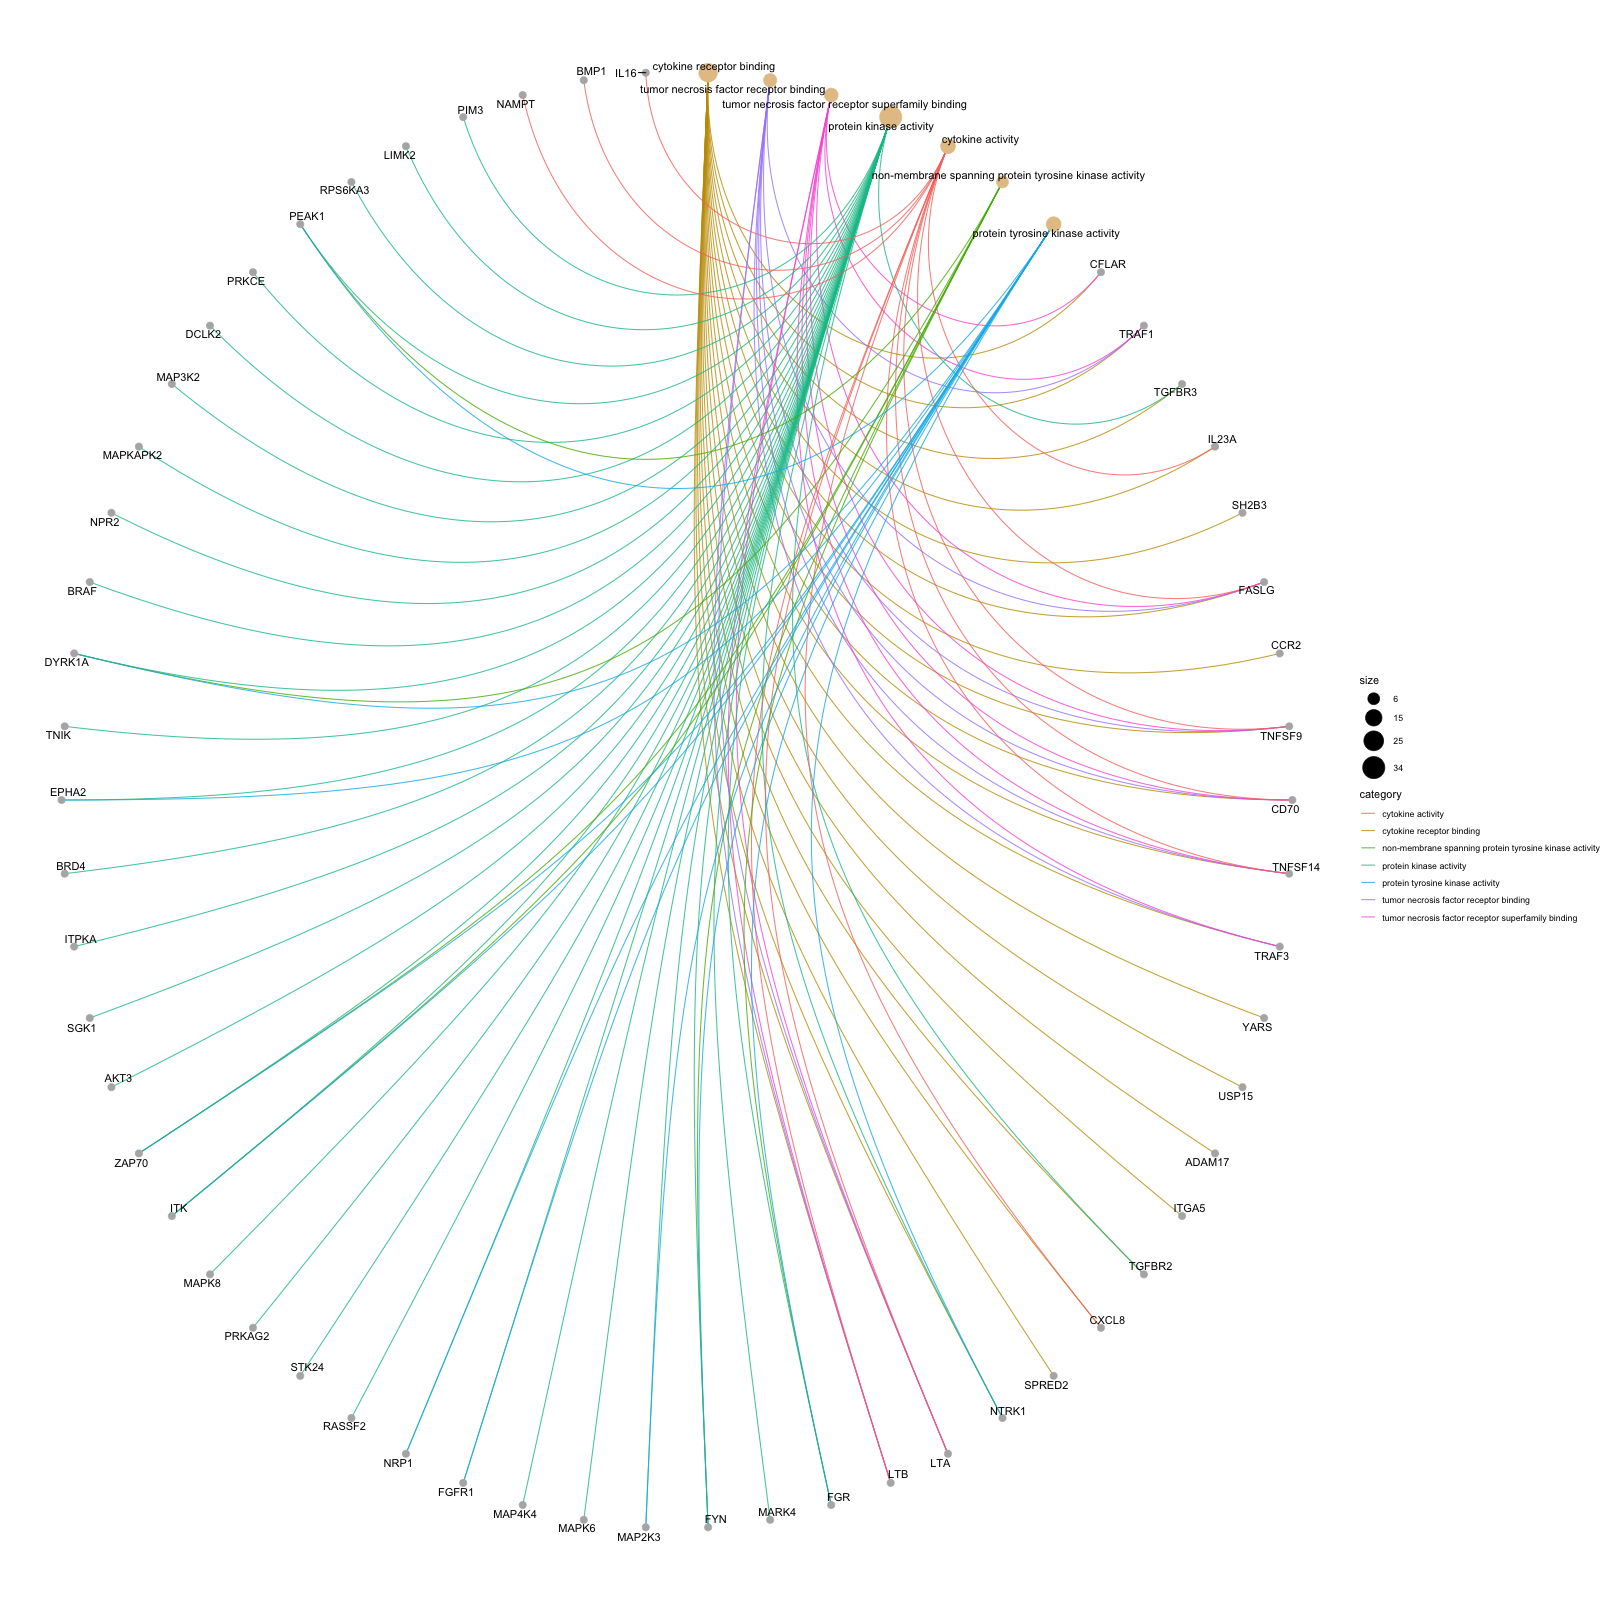 cytokine receptor binding
tumor necrosis factor receptor binding
tumor necrosis factor receptor superfamily binding
protein kinase activity
cytokine activity
non-membrane spanning protein tyrosine kinase activity
protein tyrosine kinase activity
CFLAR
TRAF1
TGFBR3
IL23A
SH2B3
FASLG
CCR2
TNFSF9
CD70
TNFSF14
TRAF3
YARS
USP15
ADAM17
ITGA5
TGFBR2
CXCL8
SPRED2
NTRK1
LTA
LTB
FGR
MARK4
FYN
MAP2K3
MAPK6
MAP4K4
FGFR1
NRP1
RASSF2
STK24
PRKAG2
MAPK8
ITK
ZAP70
AKT3
SGK1
ITPKA
BRD4
EPHA2
TNIK
DYRK1A
BRAF
NPR2
MAPKAPK2
MAP3K2
DCLK2
PRKCE
PEAK1
RPS6KA3
LIMK2
PIM3
NAMPT
BMP1
IL16
size
6
15
25
34
category
cytokine activity
cytokine receptor binding
non-membrane spanning protein tyrosine kinase activity
protein kinase activity
protein tyrosine kinase activity
tumor necrosis factor receptor binding
tumor necrosis factor receptor superfamily binding